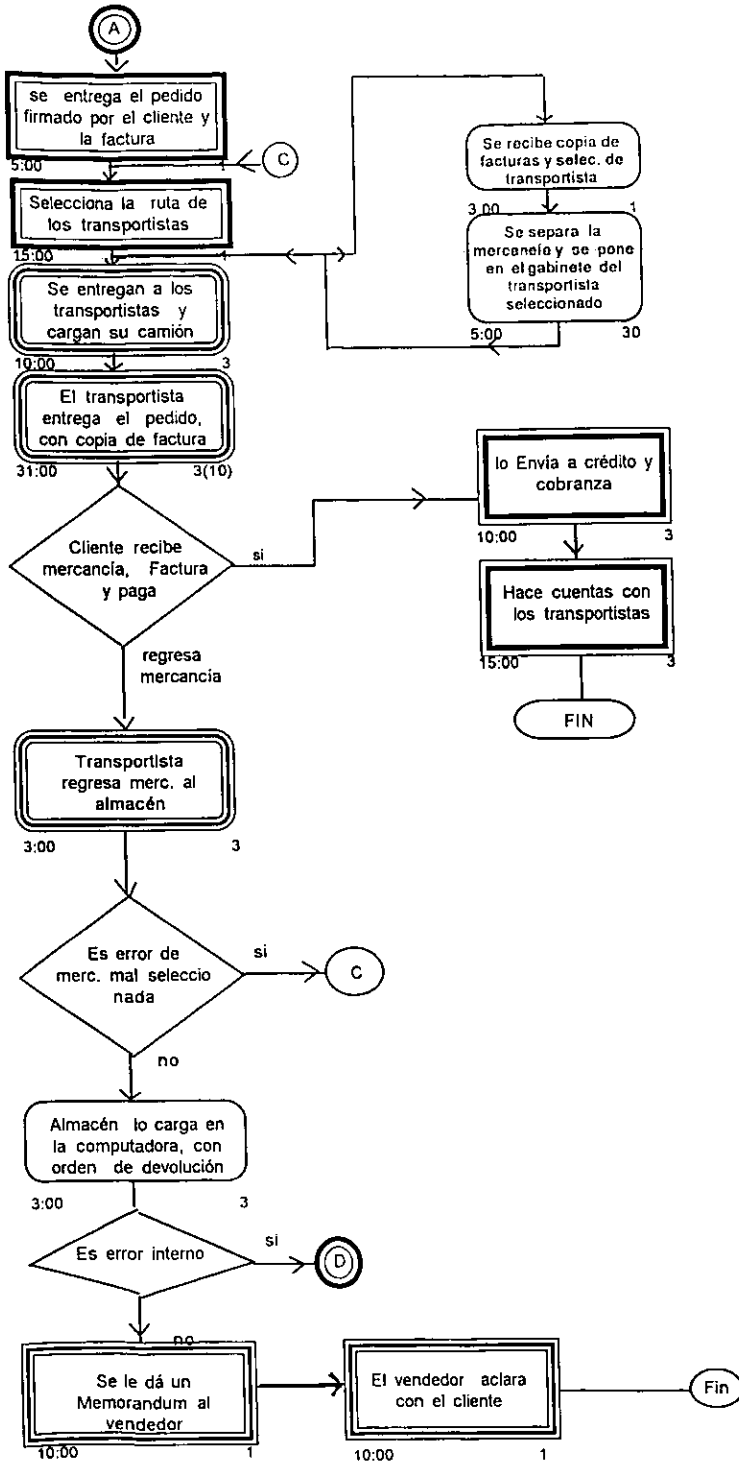 A
se entrega el pedido
firmado por el cliente y
la factura
5:00 1
C
Selecciona la ruta de
los transportistas
15:00 1
Se recibe copia de
facturas y selec. de
transportista
3 00 1
Se separa la
mercancía y se pone
en el gabinete del
transportista
seleccionado
5:00 30
Se entregan a los
transportistas y
cargan su camión
10:00 3
El transportista
entrega el pedido,
con copia de factura
31:00 3(10)
Cliente recibe
mercancía, Factura
y paga
si
lo Envía a crédito y
cobranza
10:00 3
Hace cuentas con
los transportistas
15:00 3
FIN
regresa
mercancía
Transportista
regresa merc. al
almacén
3:00 3
Es error de
merc. mal seleccio
nada
si
C
no
Almacén lo carga en
la computadora, con
orden de devolución
3:00 3
Es error interno
si
D
no
Se le dá un
Memorandum al
vendedor
10:00 1
El vendedor aclara
con el cliente
10:00 1
Fin